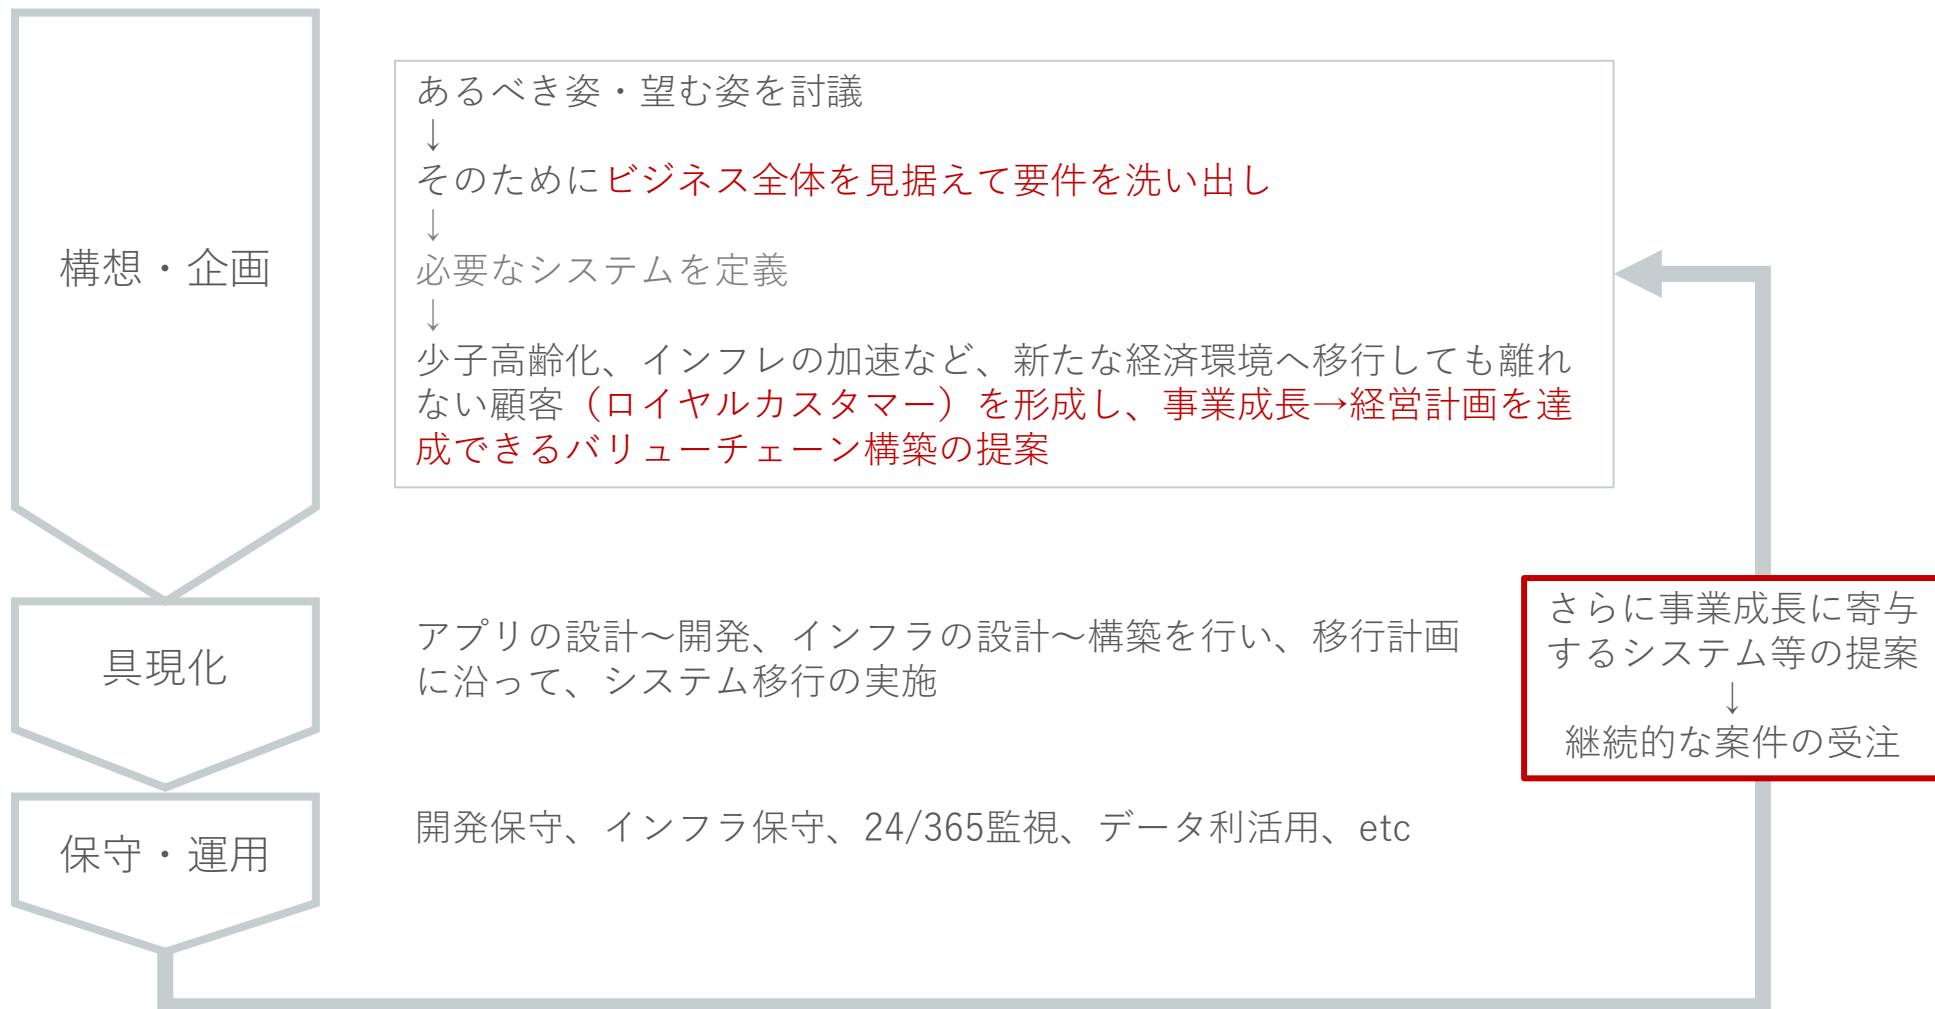 構想・企画
あるべき姿・望む姿を討議
↓
そのためにビジネス全体を見据えて要件を洗い出し
↓
必要なシステムを定義
↓
少子高齢化、インフレの加速など、新たな経済環境へ移行しても離れ
ない顧客（ロイヤルカスタマー）を形成し、事業成長→経営計画を達
成できるバリューチェーン構築の提案
具現化
アプリの設計～開発、インフラの設計～構築を行い、移行計画
に沿って、システム移行の実施
さらに事業成長に寄与
するシステム等の提案
↓
継続的な案件の受注
保守・運用
開発保守、インフラ保守、24/365監視、データ利活用、etc